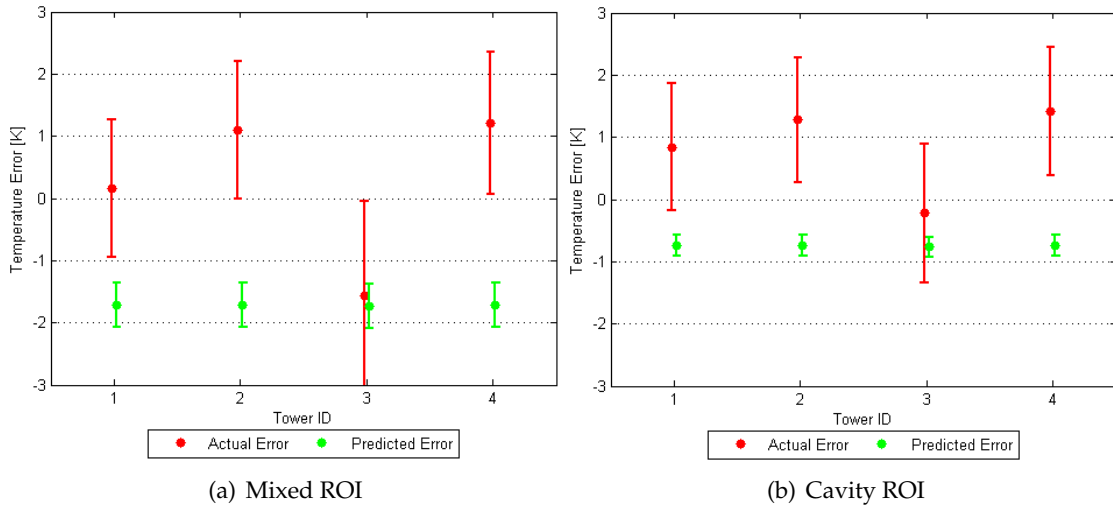 3
2
1
0
-1
-2
-3
Temperature Error [K]
1 2 3 4
Tower ID
Actual Error Predicted Error
(a) Mixed ROI
3
2
1
0
-1
-2
-3
Temperature Error [K]
1 2 3 4
Tower ID
Actual Error Predicted Error
(b) Cavity ROI